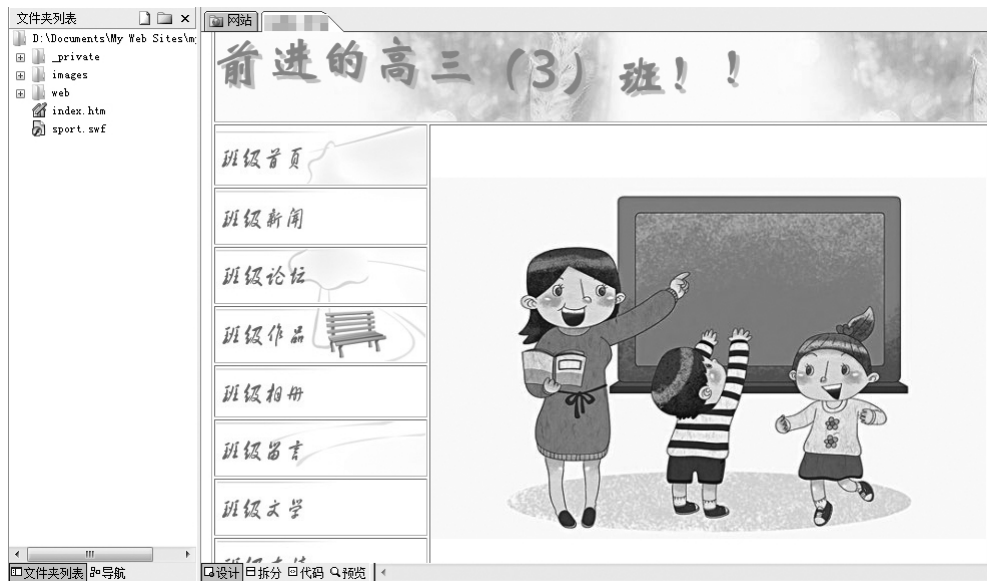 文件夹列表
D:\Documents\My Web Sites\my
_private
images
web
index.htm
sport.swf
文件夹列表 导航
网站
前进的高三（3）班！！
班级首页
班级新闻
班级论坛
班级作品
班级相册
班级留言
班级文学
设计 拆分 代码 预览